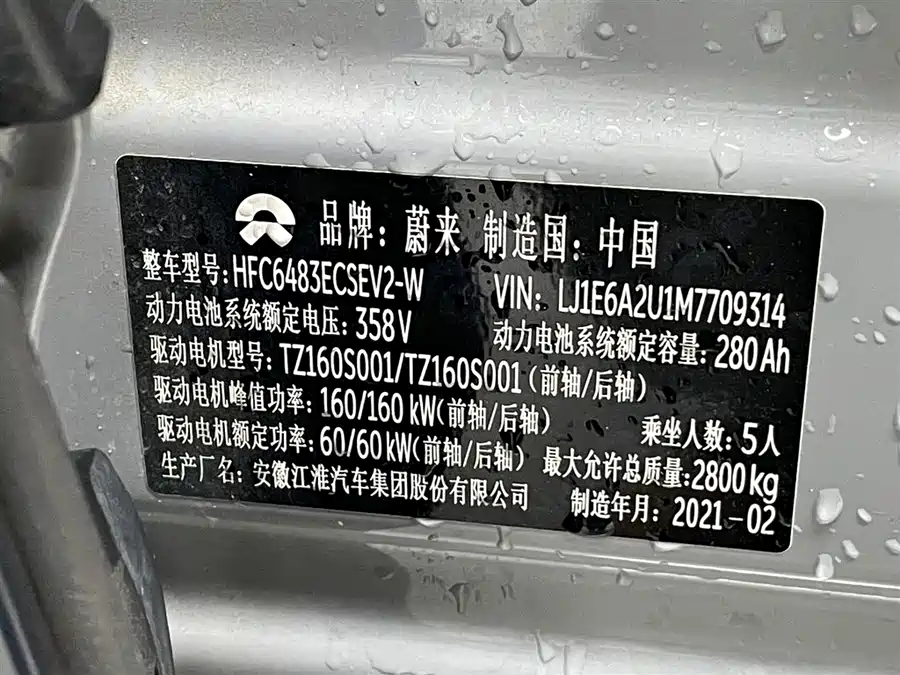 品牌：蔚来 制造国：中国
整车型号：HFC6483ECSEV2-W VIN：LJ1E6A2U1M7709314
动力电池系统额定电压：358V 动力电池系统额定容量：280Ah
驱动电机型号：TZ160S001/TZ160S001（前轴/后轴）
驱动电机峰值功率：160/160 kW(前轴/后轴) 乘坐人数：5人
驱动电机额定功率：60/60kW(前轴/后轴) 最大允许总质量：2800kg
生产厂名：安徽江淮汽车集团股份有限公司 制造年月：2021-02